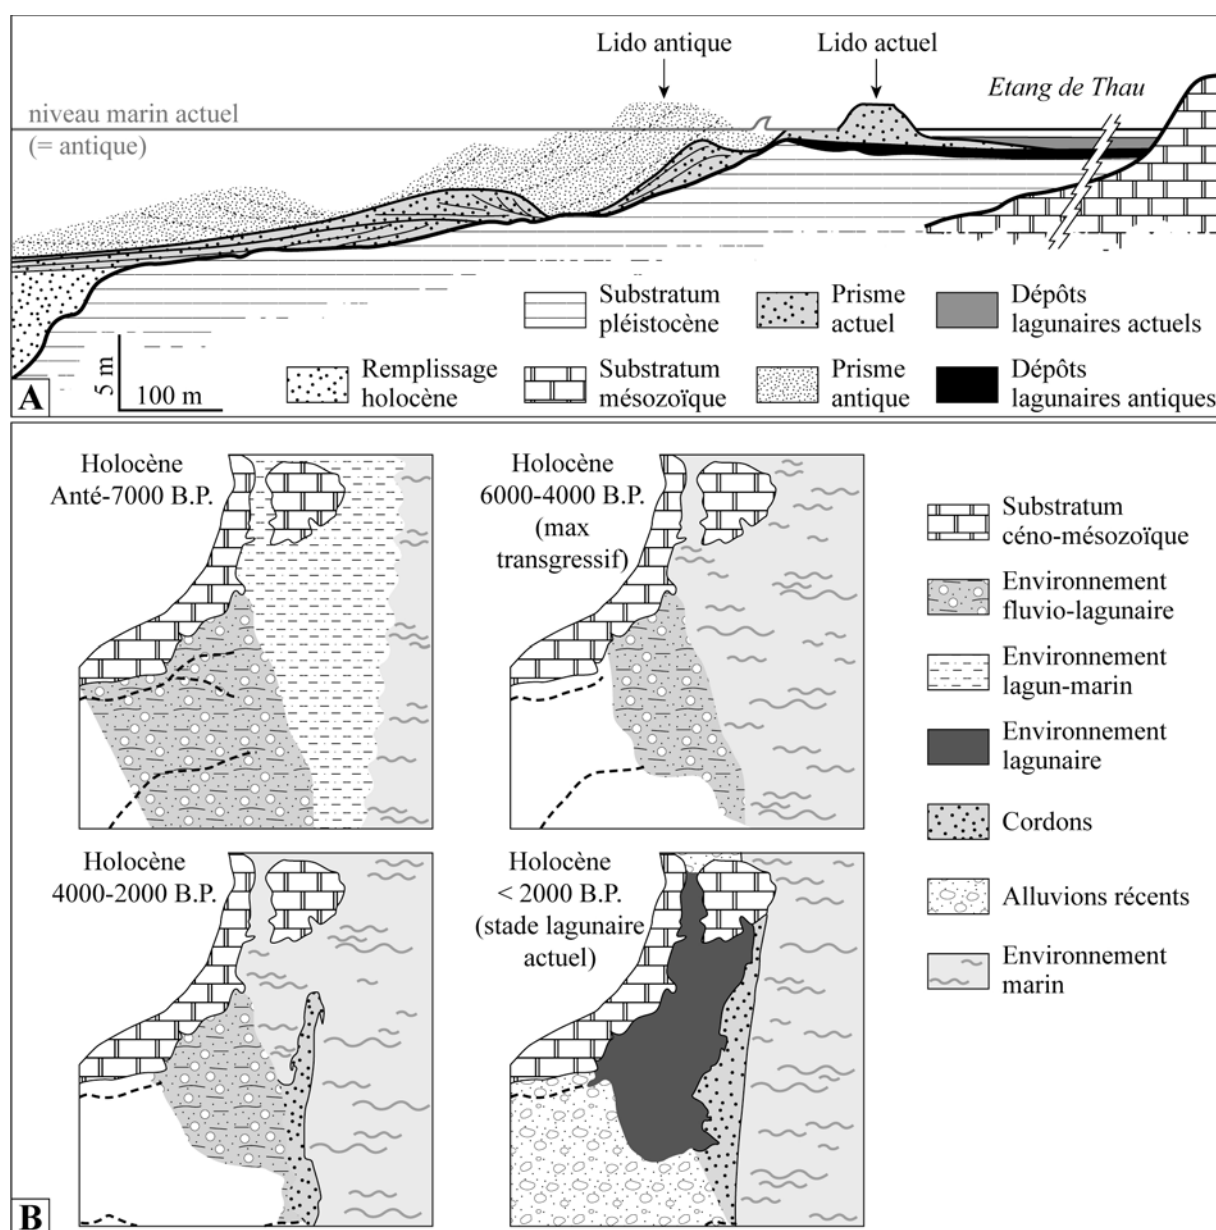 Lido antique
Lido actuel
Etang de Thau
niveau marin actuel
(= antique)
Substratum
pléistocène
Prisme
actuel
Dépôts
lagunaires actuels
5 m
100 m
Remplissage
holocène
Substratum
mésozoïque
Prisme
antique
Dépôts
lagunaires antiques
A
Holocène
Anté-7000 B.P.
Holocène
6000-4000 B.P.
(max
transgressif)
Substratum
céno-mésozoïque
Environnement
fluvio-lagunaire
Environnement
lagun-marin
Environnement
lagunaire
Cordons
Alluvions récents
Environnement
marin
Holocène
4000-2000 B.P.
Holocène
< 2000 B.P.
(stade lagunaire
actuel)
B